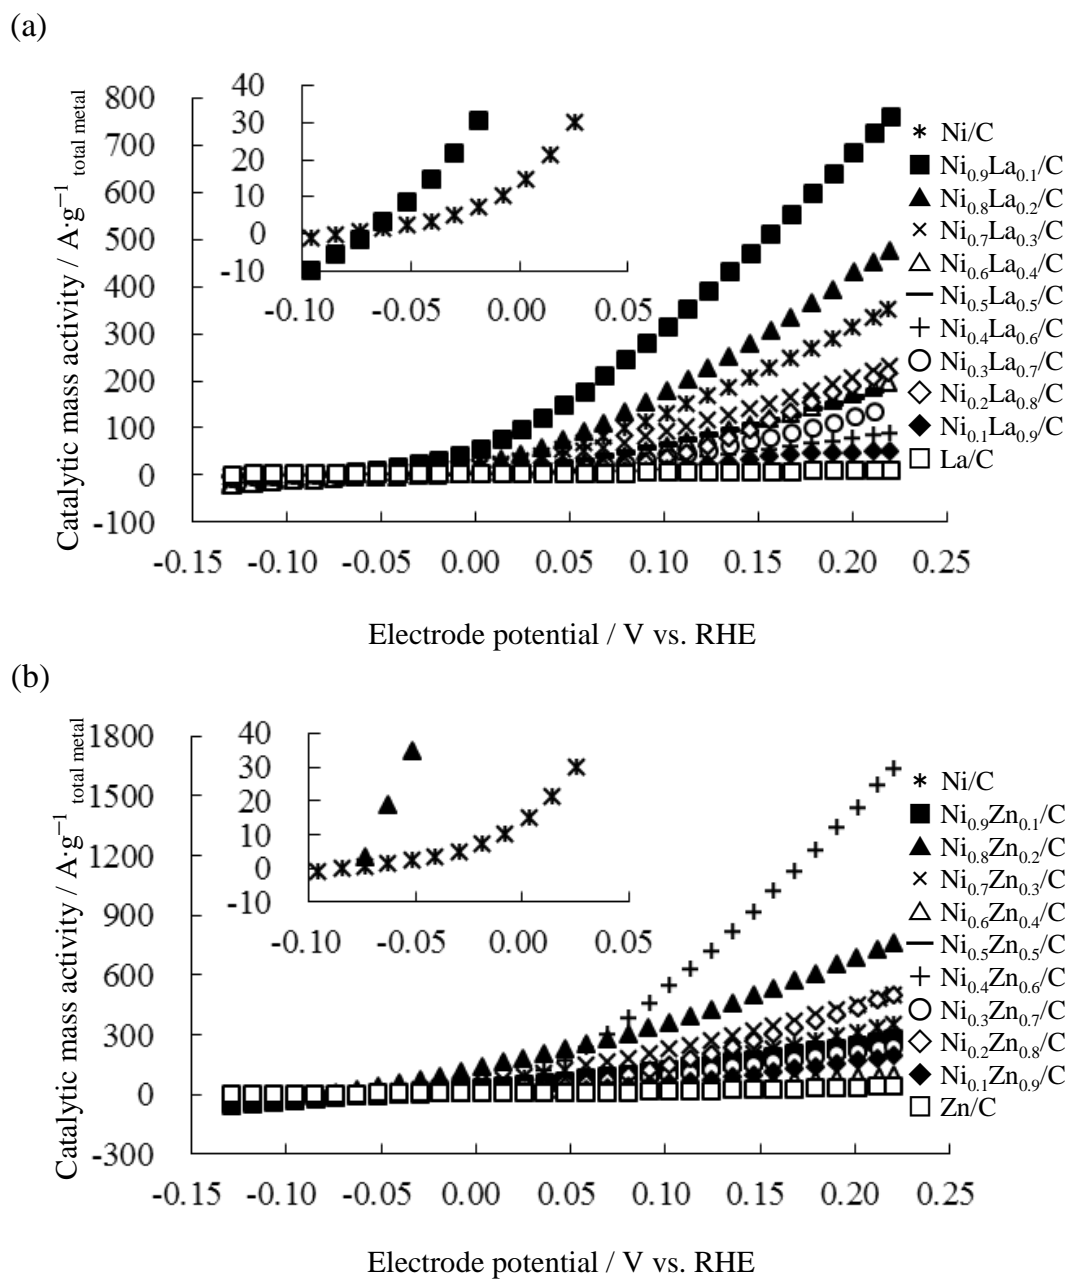 (a)
Catalytic mass activity / A·g⁻¹ total metal
800
700
600
500
400
300
200
100
0
-100
-0.15 -0.10 -0.05 0.00 0.05 0.10 0.15 0.20 0.25
Electrode potential / V vs. RHE
40
30
20
10
0
-10
-0.10 -0.05 0.00 0.05
Ni/C
Ni0.9La0.1/C
Ni0.8La0.2/C
Ni0.7La0.3/C
Ni0.6La0.4/C
Ni0.5La0.5/C
Ni0.4La0.6/C
Ni0.3La0.7/C
Ni0.2La0.8/C
Ni0.1La0.9/C
La/C
(b)
Catalytic mass activity / A·g⁻¹ total metal
1800
1500
1200
900
600
300
0
-300
-0.15 -0.10 -0.05 0.00 0.05 0.10 0.15 0.20 0.25
Electrode potential / V vs. RHE
40
30
20
10
0
-10
-0.10 -0.05 0.00 0.05
Ni/C
Ni0.9Zn0.1/C
Ni0.8Zn0.2/C
Ni0.7Zn0.3/C
Ni0.6Zn0.4/C
Ni0.5Zn0.5/C
Ni0.4Zn0.6/C
Ni0.3Zn0.7/C
Ni0.2Zn0.8/C
Ni0.1Zn0.9/C
Zn/C